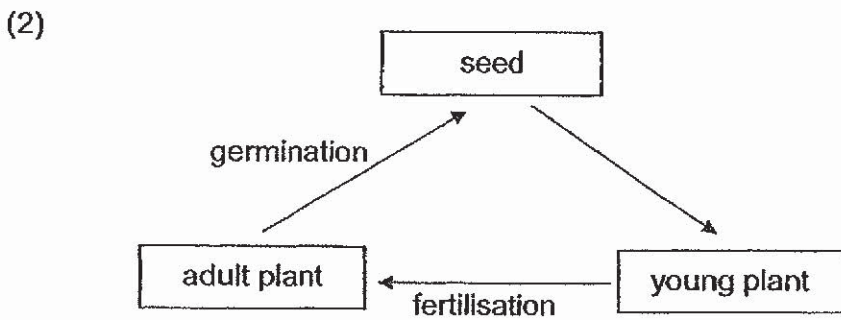 (2)
seed
germination
adult plant
young plant
fertilisation